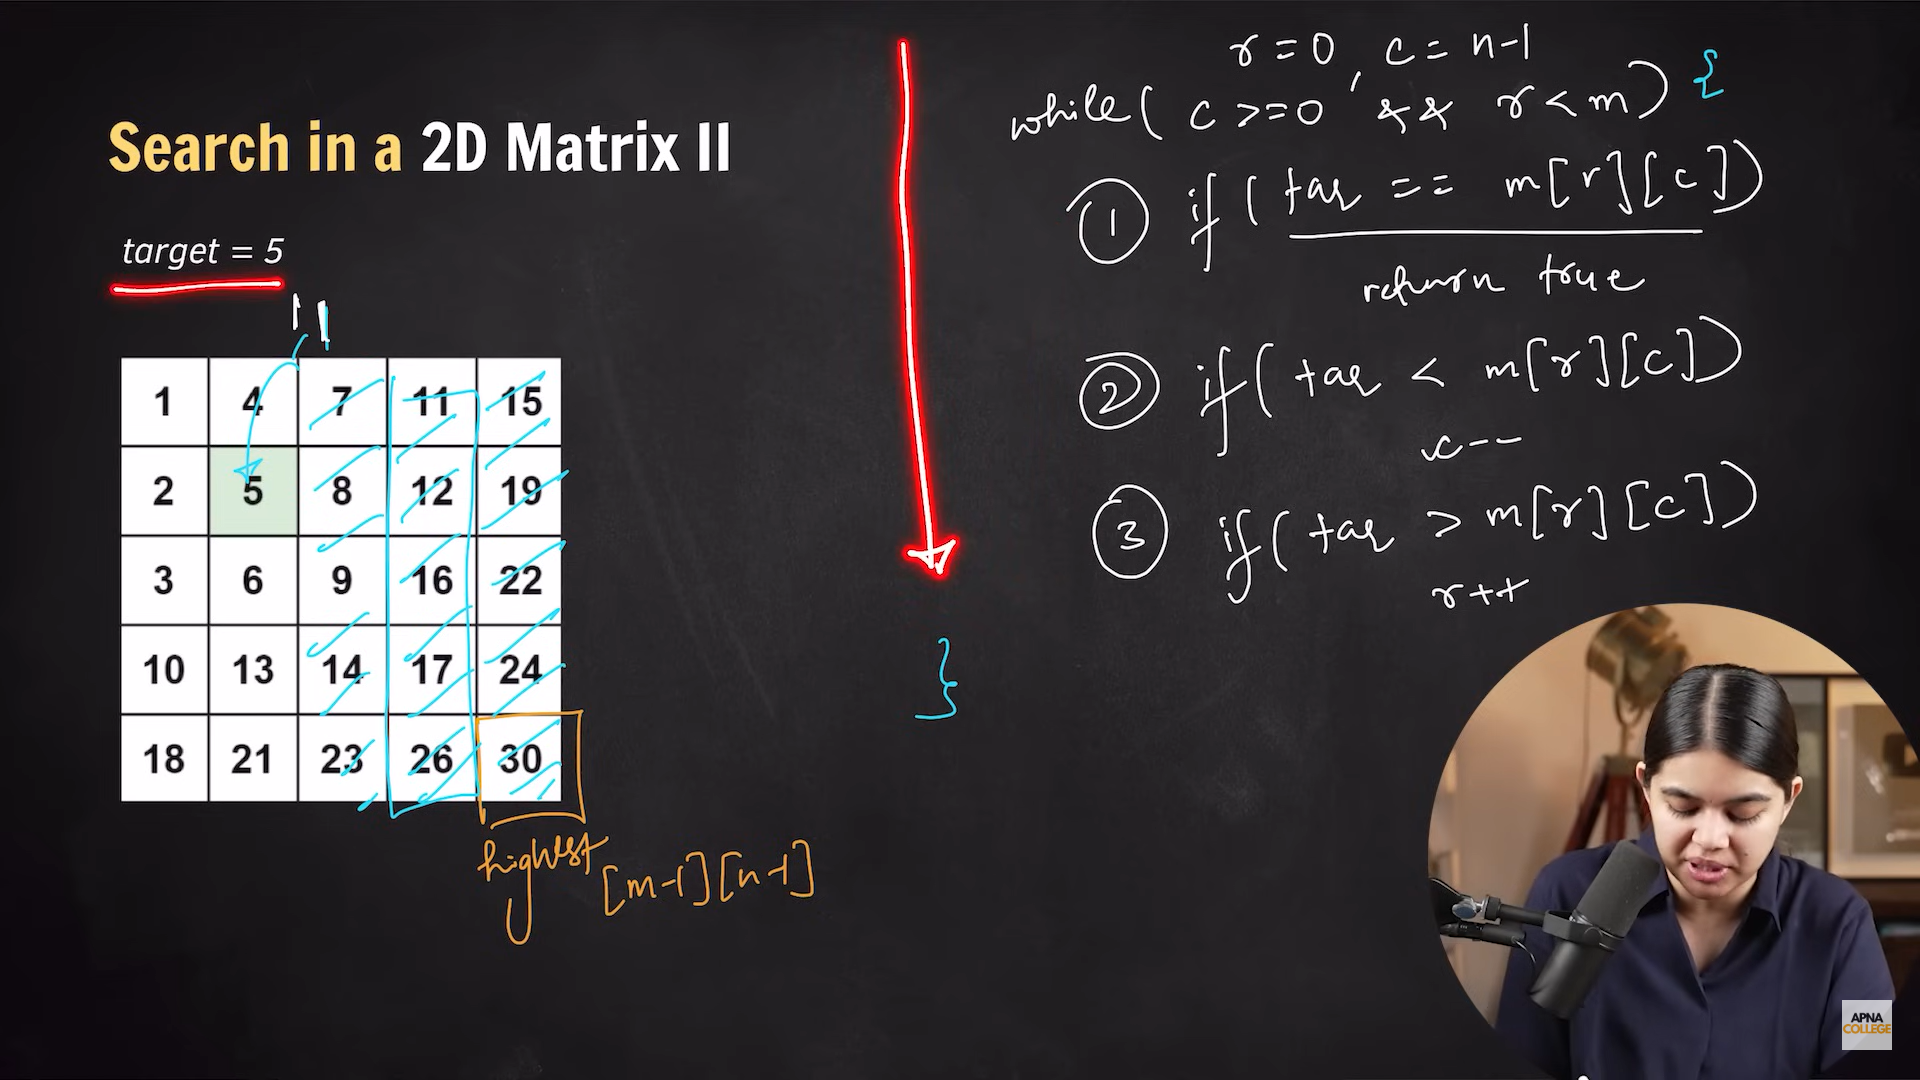 Search in a 2D Matrix II
target = 5
1 4 7 11 15
2 5 8 12 19
3 6 9 16 22
10 13 14 17 24
18 21 23 26 30
highest
[m-1][n-1]
r = 0, c = n-1
while( c >=0 && r < m) {
1 if ( tar == m[r][c])
return true
2 if( tar < m[r][c])
c--
3 if( tar > m[r][c])
r++
}
APNA
COLLEGE